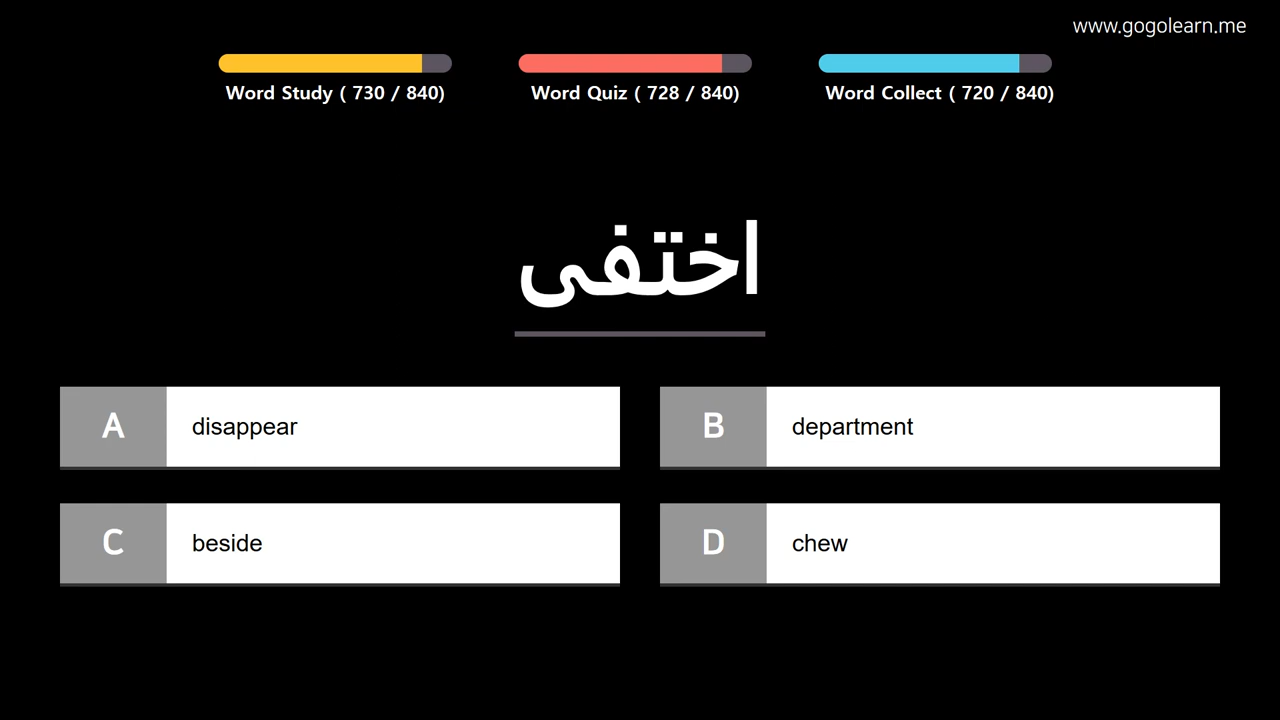 www.gogolearn.me
Word Study ( 730 / 840)
Word Quiz ( 728 / 840)
Word Collect ( 720 / 840)
اختفى
A disappear
B department
C beside
D chew